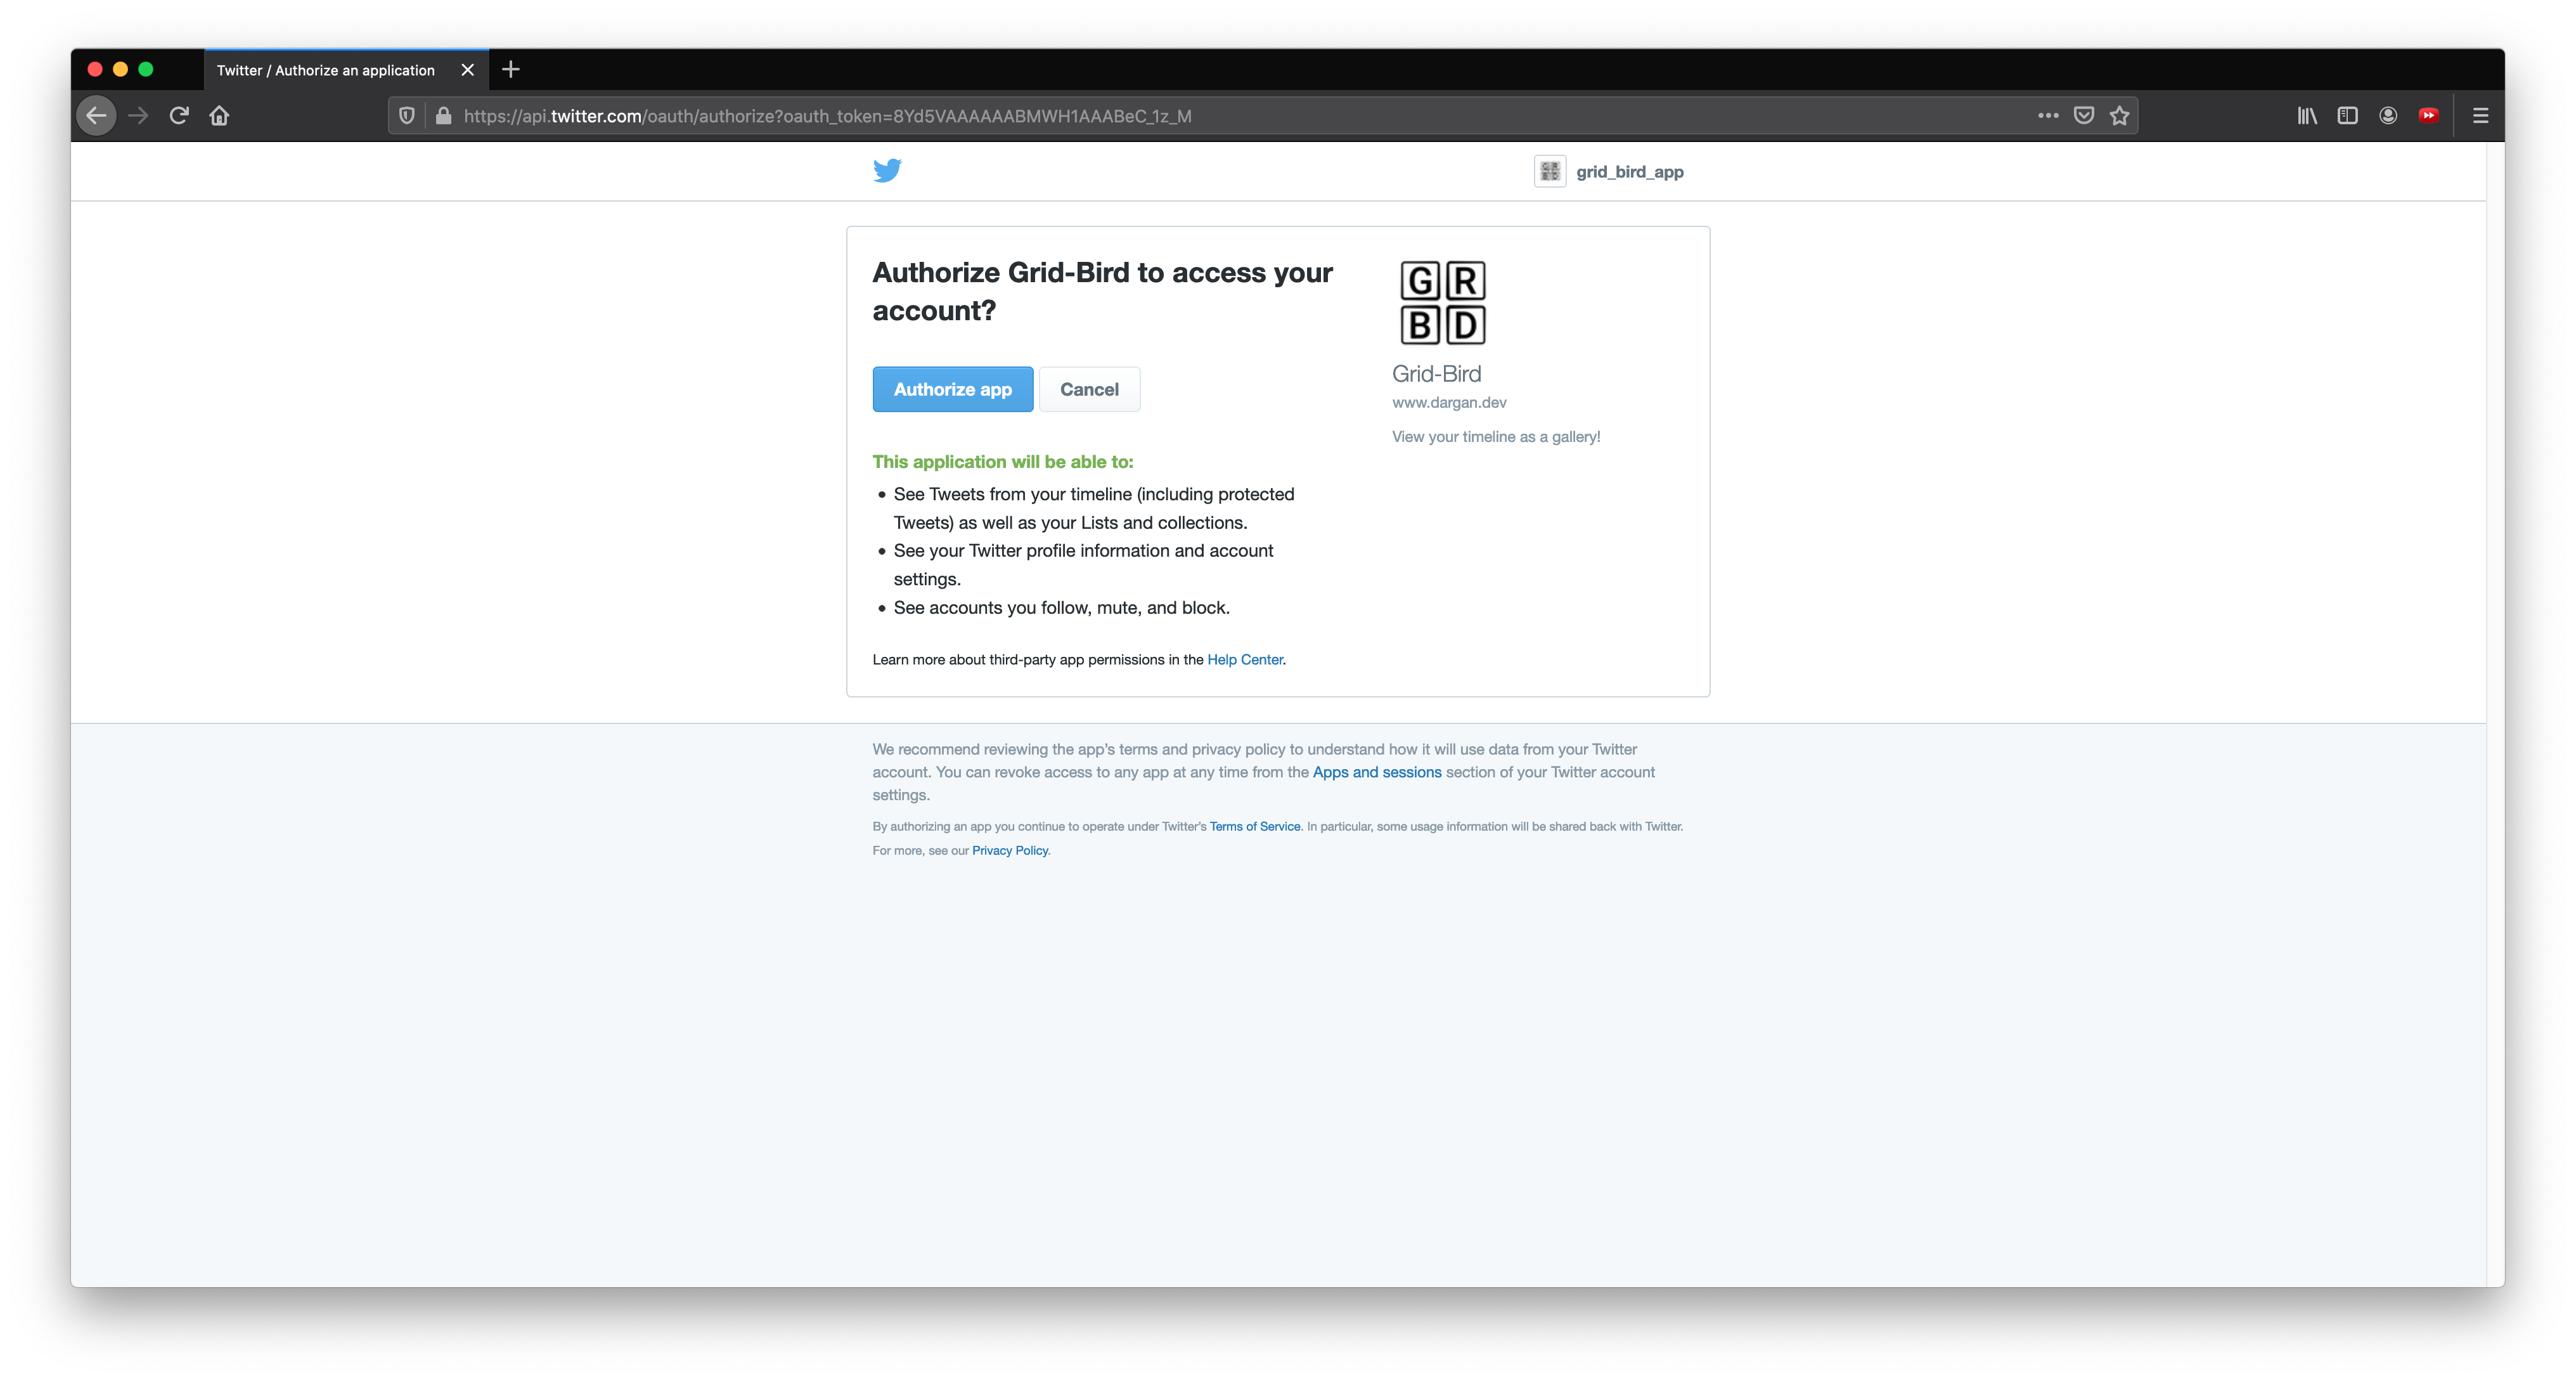 Twitter / Authorize an application
https://api.twitter.com/oauth/authorize?oauth_token=8Yd5VAAAAAABMWH1AAABeC_1z_M
grid_bird_app
Authorize Grid-Bird to access your
account?
Authorize app
Cancel
This application will be able to:
• See Tweets from your timeline (including protected
Tweets) as well as your Lists and collections.
• See your Twitter profile information and account
settings.
• See accounts you follow, mute, and block.
Learn more about third-party app permissions in the Help Center.
G R
B D
Grid-Bird
www.dargan.dev
View your timeline as a gallery!
We recommend reviewing the app's terms and privacy policy to understand how it will use data from your Twitter
account. You can revoke access to any app at any time from the Apps and sessions section of your Twitter account
settings.
By authorizing an app you continue to operate under Twitter's Terms of Service. In particular, some usage information will be shared back with Twitter.
For more, see our Privacy Policy.